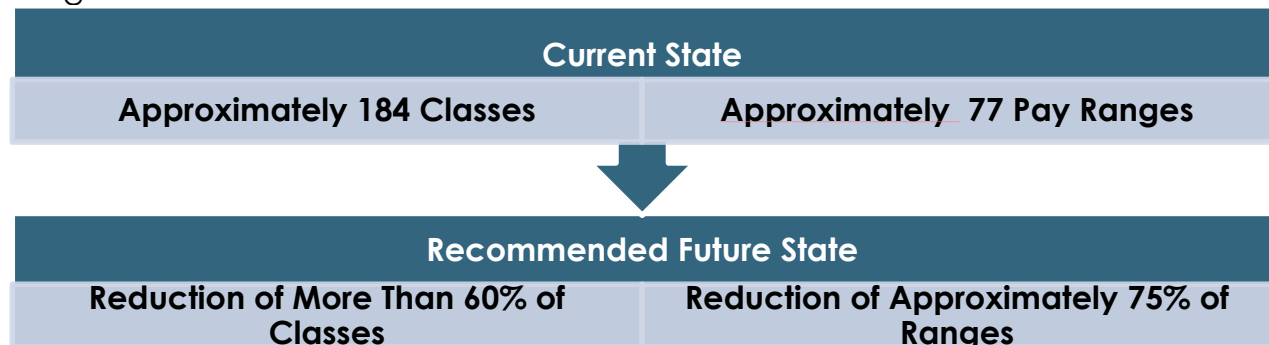 Current State
Approximately 184 Classes
Approximately 77 Pay Ranges
Recommended Future State
Reduction of More Than 60% of
Classes
Reduction of Approximately 75% of
Ranges